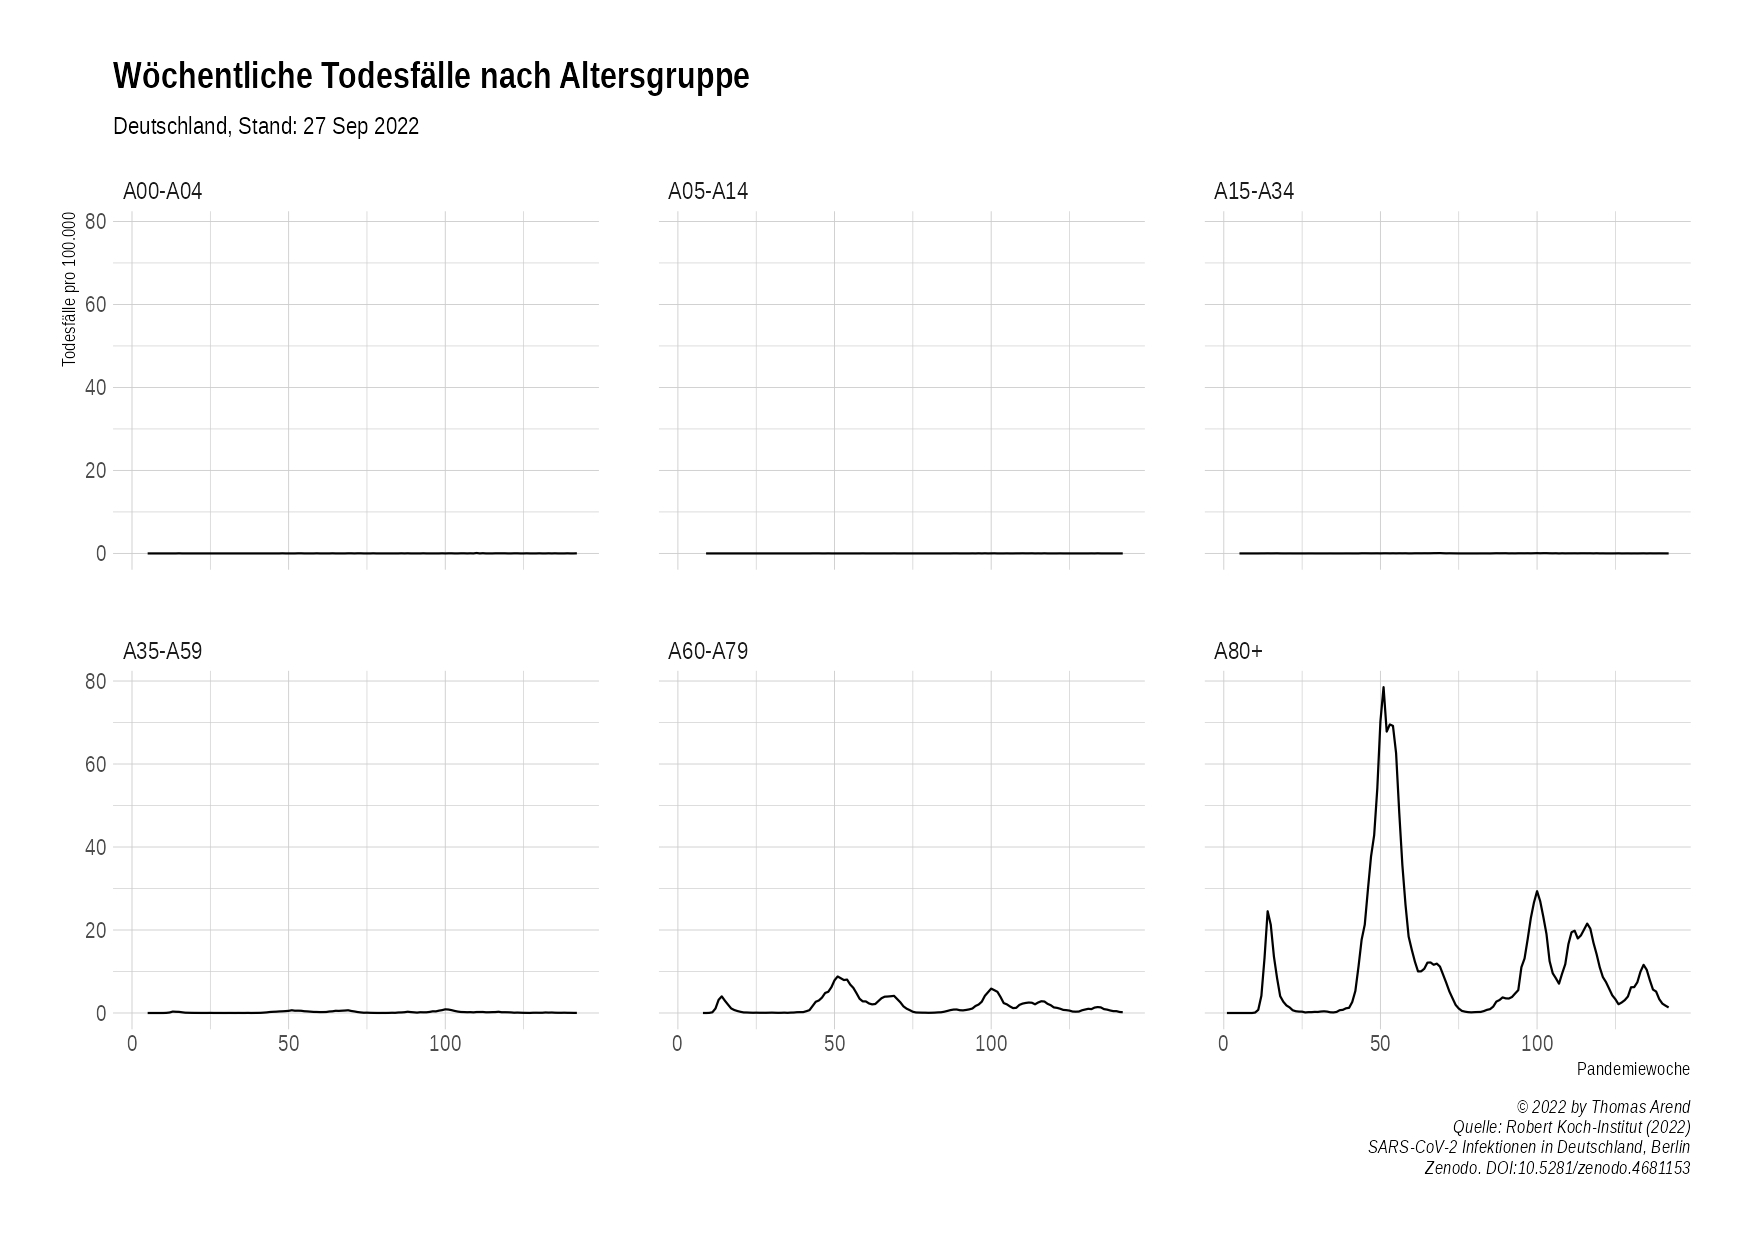 Wöchentliche Todesfälle nach Altersgruppe
Deutschland, Stand: 27 Sep 2022
A00-A04
A05-A14
A15-A34
Todesfälle pro 100.000
80
60
40
20
0
A35-A59
A60-A79
A80+
80
60
40
20
0
0 50 100
0 50 100
0 50 100
Pandemiewoche
© 2022 by Thomas Arend
Quelle: Robert Koch-Institut (2022)
SARS-CoV-2 Infektionen in Deutschland, Berlin
Zenodo. DOI:10.5281/zenodo.4681153